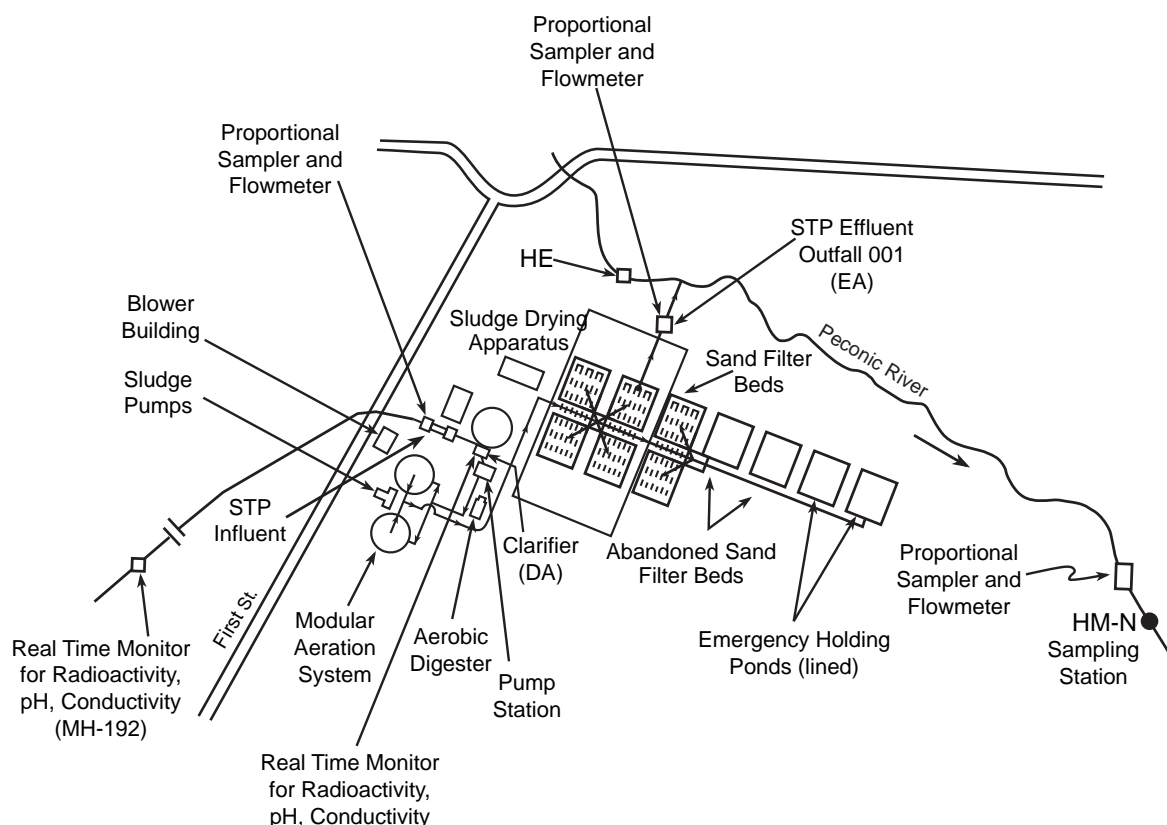 Proportional
Sampler and
Flowmeter
Proportional
Sampler and
Flowmeter
STP Effluent
Outfall 001
(EA)
HE
Blower
Building
Sludge Drying
Apparatus
Sand Filter
Beds
Peconic River
Sludge
Pumps
STP
Influent
Clarifier
(DA)
Abandoned Sand
Filter Beds
Proportional
Sampler and
Flowmeter
First St.
Modular
Aeration
System
Aerobic
Digester
Pump
Station
Emergency Holding
Ponds (lined)
HM-N
Sampling
Station
Real Time Monitor
for Radioactivity,
pH, Conductivity
(MH-192)
Real Time Monitor
for Radioactivity,
pH, Conductivity